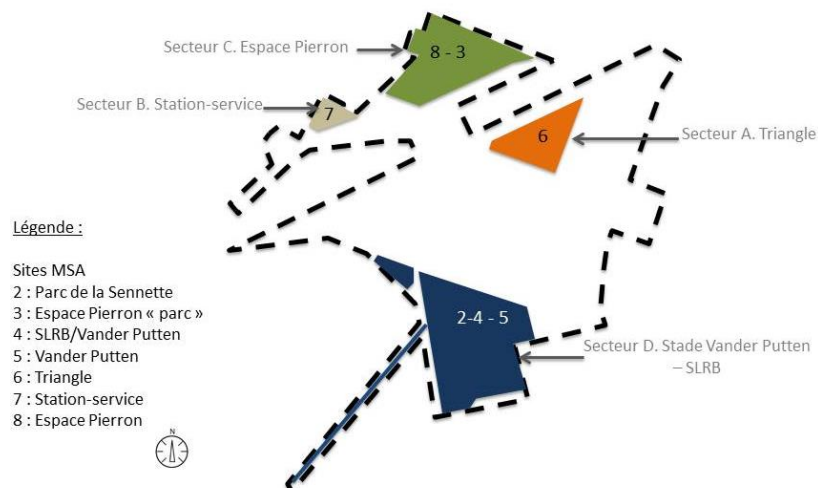 Secteur C. Espace Pierron
8 - 3
Secteur B. Station-service
7
6
Secteur A. Triangle
Légende :
Sites MSA
2 : Parc de la Sennette
3 : Espace Pierron « parc »
4 : SLRB/Vander Putten
5 : Vander Putten
6 : Triangle
7 : Station-service
8 : Espace Pierron
2-4 - 5
Secteur D. Stade Vander Putten
– SLRB
N